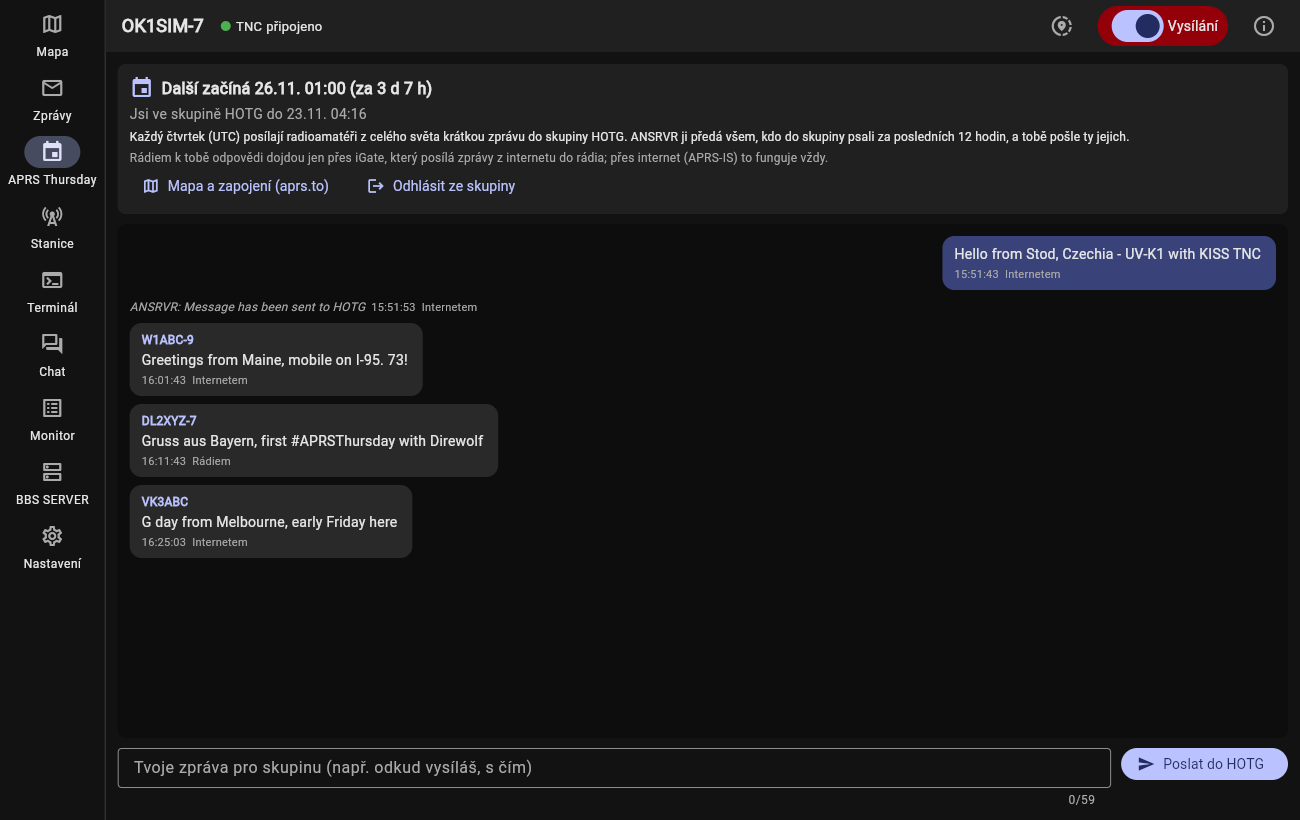 Mapa
Zprávy
APRS Thursday
Stanice
Terminál
Chat
Monitor
BBS SERVER
Nastavení
OK1SIM-7
TNC připojeno
Vysílání
Další začíná 26.11. 01:00 (za 3 d 7 h)
Jsi ve skupině HOTG do 23.11. 04:16
Každý čtvrtek (UTC) posílají radioamatéři z celého světa krátkou zprávu do skupiny HOTG. ANSRVR ji předá všem, kdo do skupiny psali za posledních 12 hodin, a tobě pošle ty jejich.
Rádiem k tobě odpovědi dojdou jen přes iGate, který posílá zprávy z internetu do rádia; přes internet (APRS-IS) to funguje vždy.
Mapa a zapojení (aprs.to)
Odhlásit ze skupiny
Hello from Stod, Czechia - UV-K1 with KISS TNC
15:51:43 Internetem
ANSRVR: Message has been sent to HOTG 15:51:53 Internetem
W1ABC-9
Greetings from Maine, mobile on I-95. 73!
16:01:43 Internetem
DL2XYZ-7
Gruss aus Bayern, first #APRSThursday with Direwolf
16:11:43 Rádiem
VK3ABC
G day from Melbourne, early Friday here
16:25:03 Internetem
Tvoje zpráva pro skupinu (např. odkud vysíláš, s čím)
Poslat do HOTG
0/59